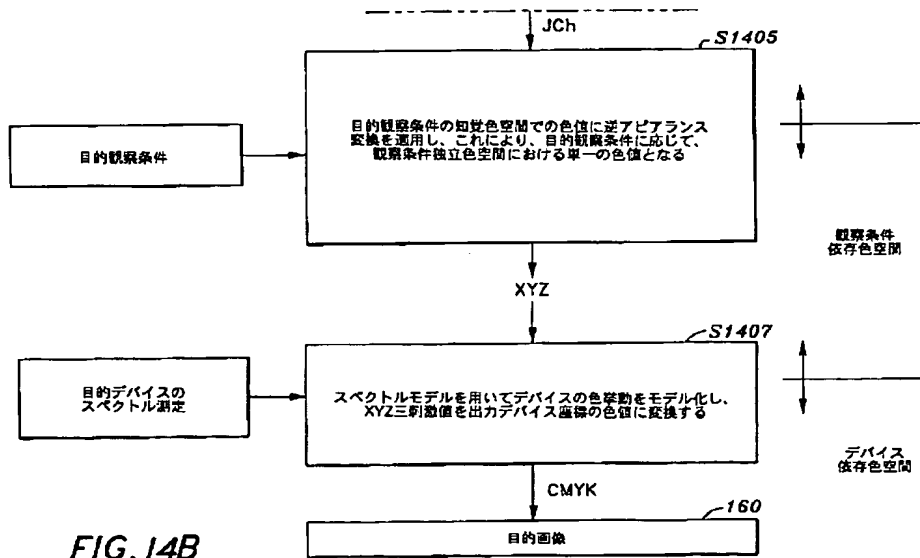 JCh
S1405
目的観察条件の知覚色空間での色値に逆アピアランス
変換を適用し、これにより、目的観察条件に応じて、
観察条件独立色空間における単一の色値となる
目的観察条件
観察条件
依存色空間
XYZ
S1407
目的デバイスの
スペクトル測定
スペクトルモデルを用いてデバイスの色挙動をモデル化し、
XYZ三刺激値を出力デバイス座標の色値に変換する
デバイス
依存色空間
CMYK
160
目的画像
FIG.14B